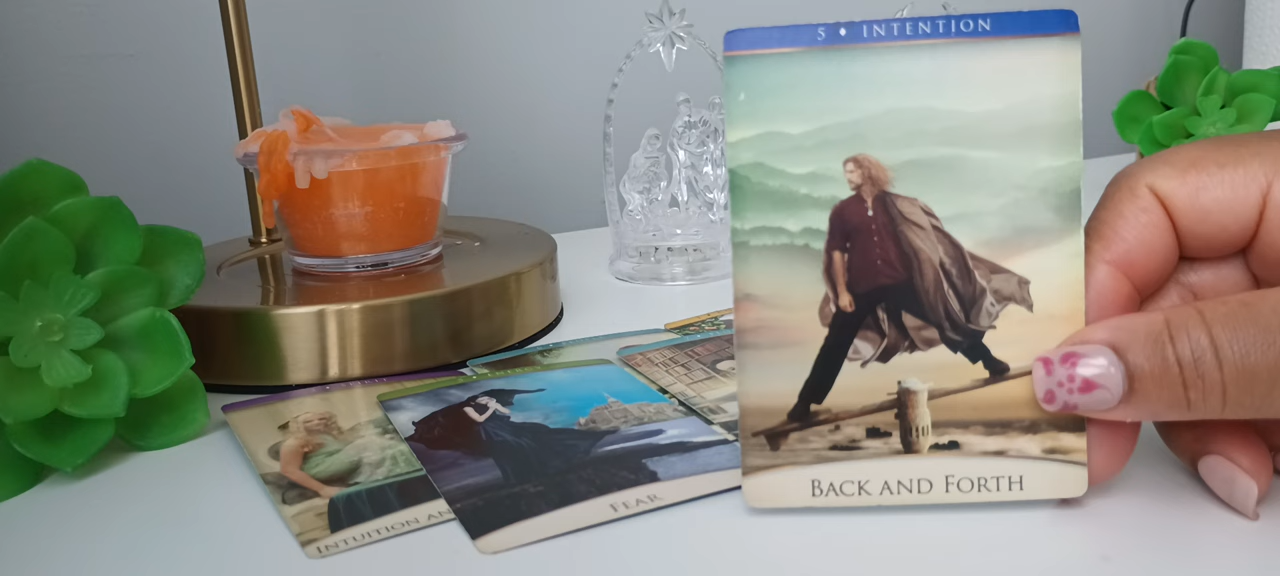 5 ♦ INTENTION
BACK AND FORTH
FEAR
INTUITION AN